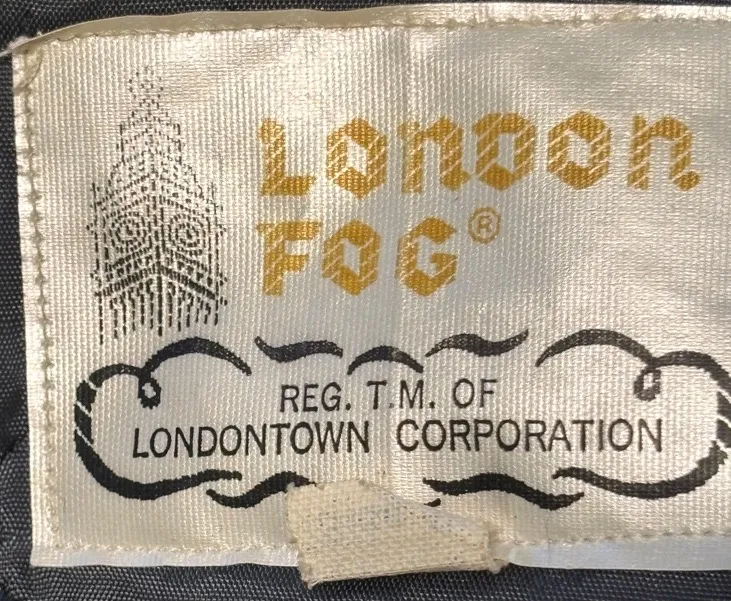 LONDON
FOG®
REG. T.M. OF
LONDONTOWN CORPORATION